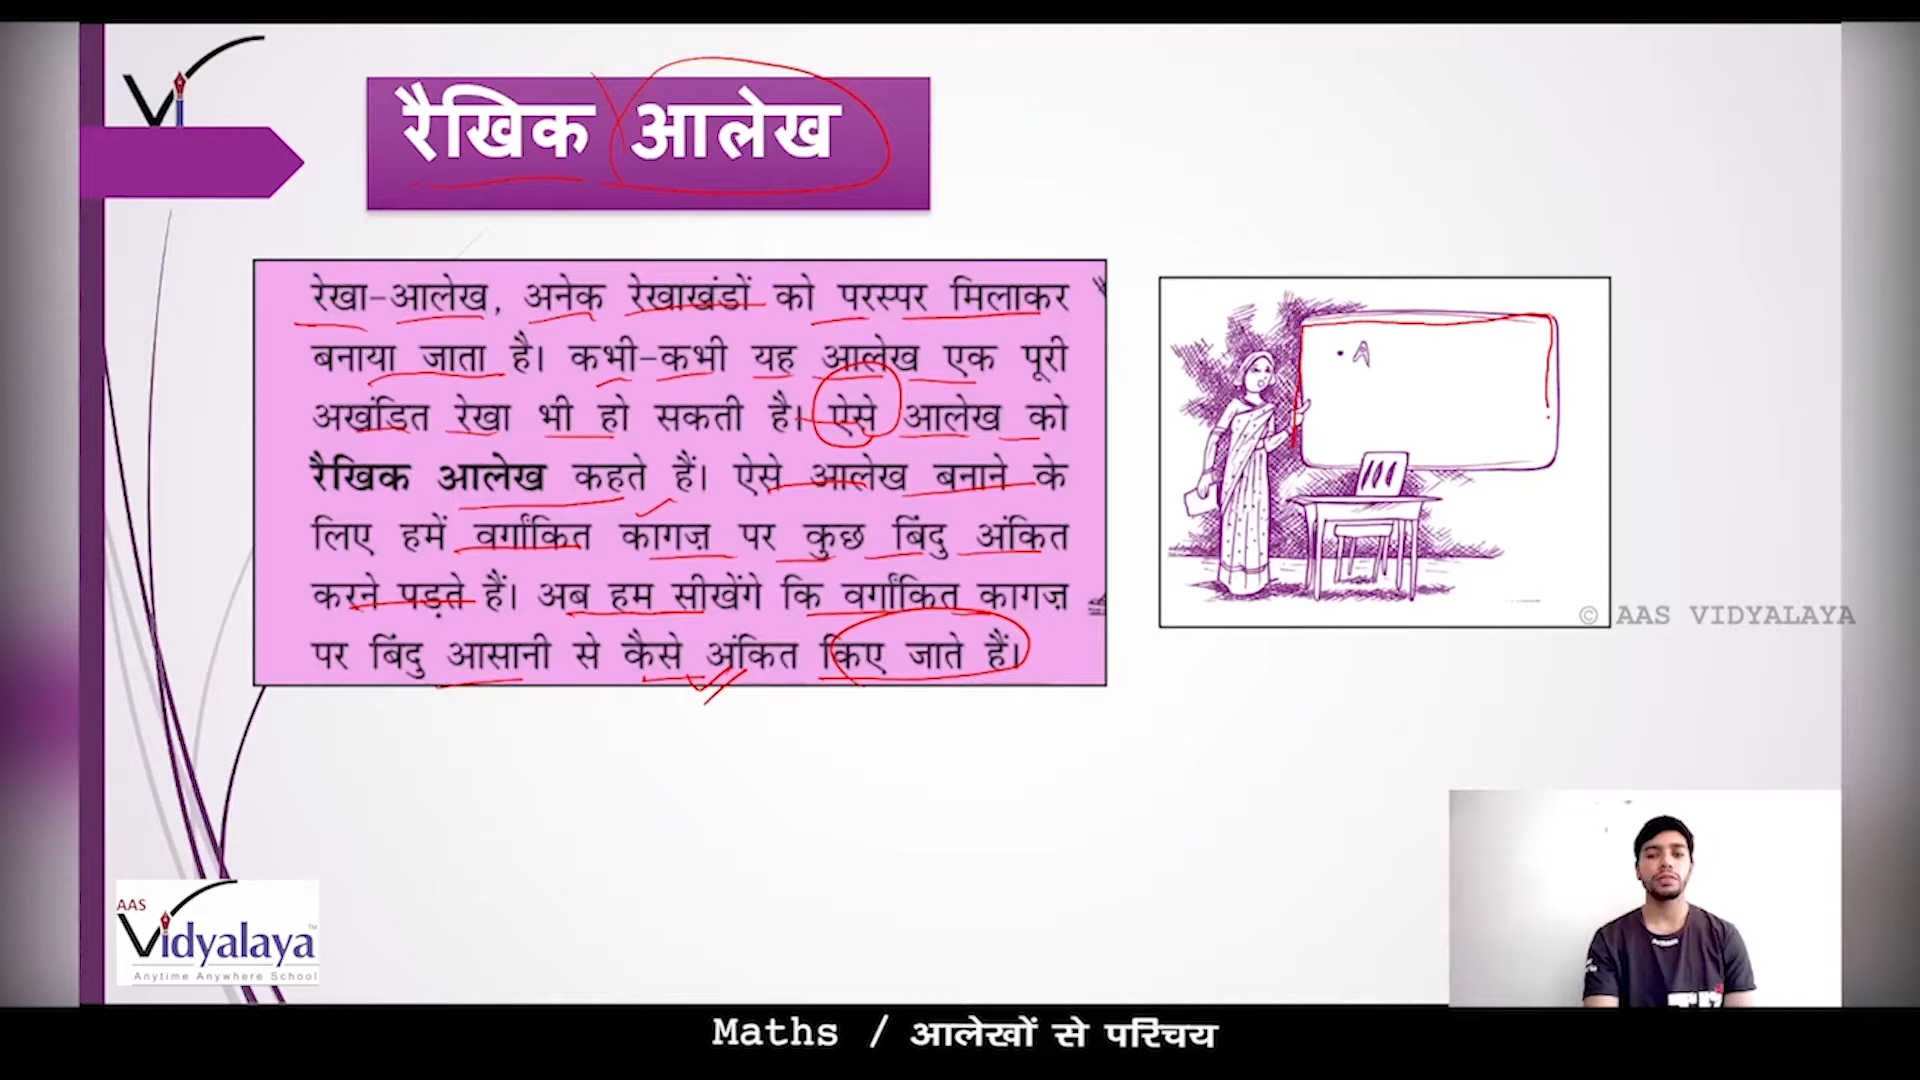 रैखिक आलेख
रेखा-आलेख, अनेक रेखाखंडों को परस्पर मिलाकर
बनाया जाता है। कभी-कभी यह आलेख एक पूरी
अखंडित रेखा भी हो सकती है। ऐसे आलेख को
रैखिक आलेख कहते हैं। ऐसे आलेख बनाने के
लिए हमें वर्गांकित कागज़ पर कुछ बिंदु अंकित
करने पड़ते हैं। अब हम सीखेंगे कि वर्गांकित कागज़
पर बिंदु आसानी से कैसे अंकित किए जाते हैं।
A
© AAS VIDYALAYA
AAS
Vidyalaya
Anytime Anywhere School
Maths / आलेखों से परिचय